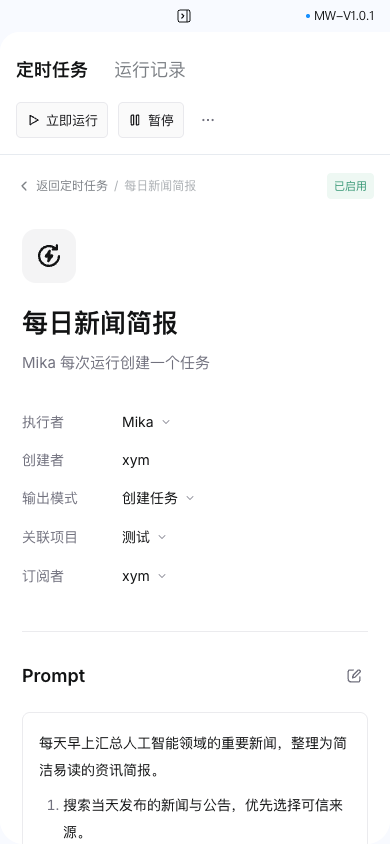 MW-V1.0.1
定时任务 运行记录
立即运行 暂停 ···
返回定时任务 / 每日新闻简报 已启用
每日新闻简报
Mika 每次运行创建一个任务
执行者 Mika
创建者 xym
输出模式 创建任务
关联项目 测试
订阅者 xym
Prompt
每天早上汇总人工智能领域的重要新闻，整理为简
洁易读的资讯简报。
1. 搜索当天发布的新闻与公告，优先选择可信来
源。